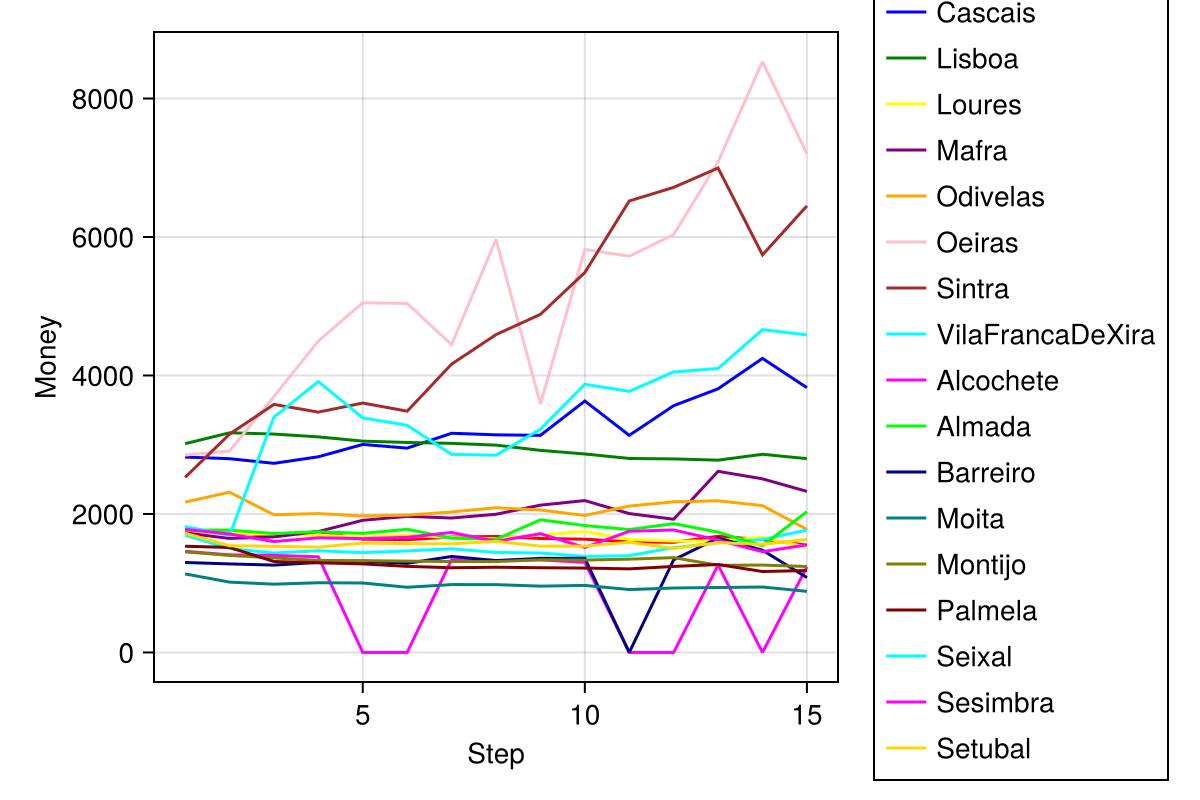 8000
6000
4000
2000
0
Money
5
10
15
Step
Cascais
Lisboa
Loures
Mafra
Odivelas
Oeiras
Sintra
VilaFrancaDeXira
Alcochete
Almada
Barreiro
Moita
Montijo
Palmela
Seixal
Sesimbra
Setubal